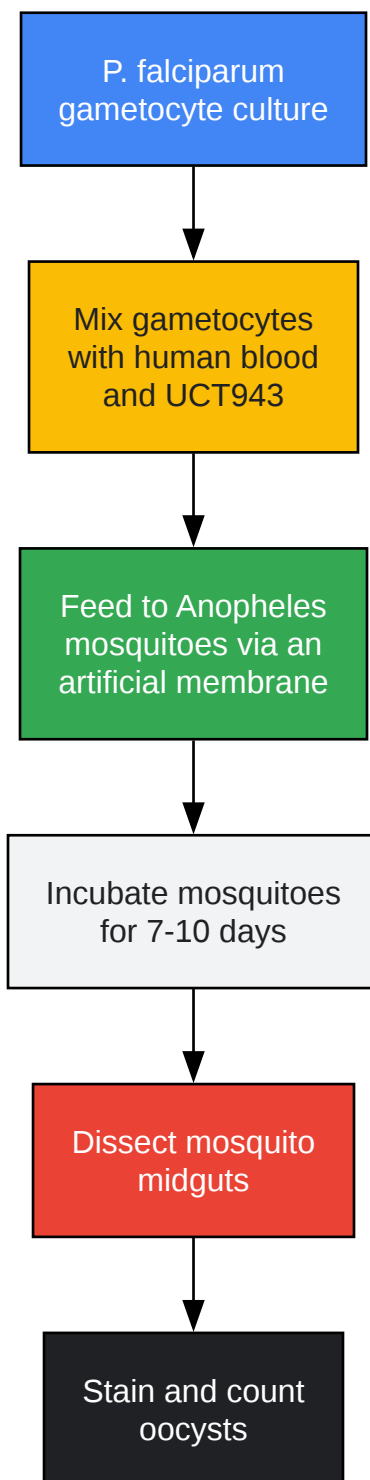 P. falciparum
gametocyte culture
Mix gametocytes
with human blood
and UCT943
Feed to Anopheles
mosquitoes via an
artificial membrane
Incubate mosquitoes
for 7-10 days
Dissect mosquito
midguts
Stain and count
oocysts